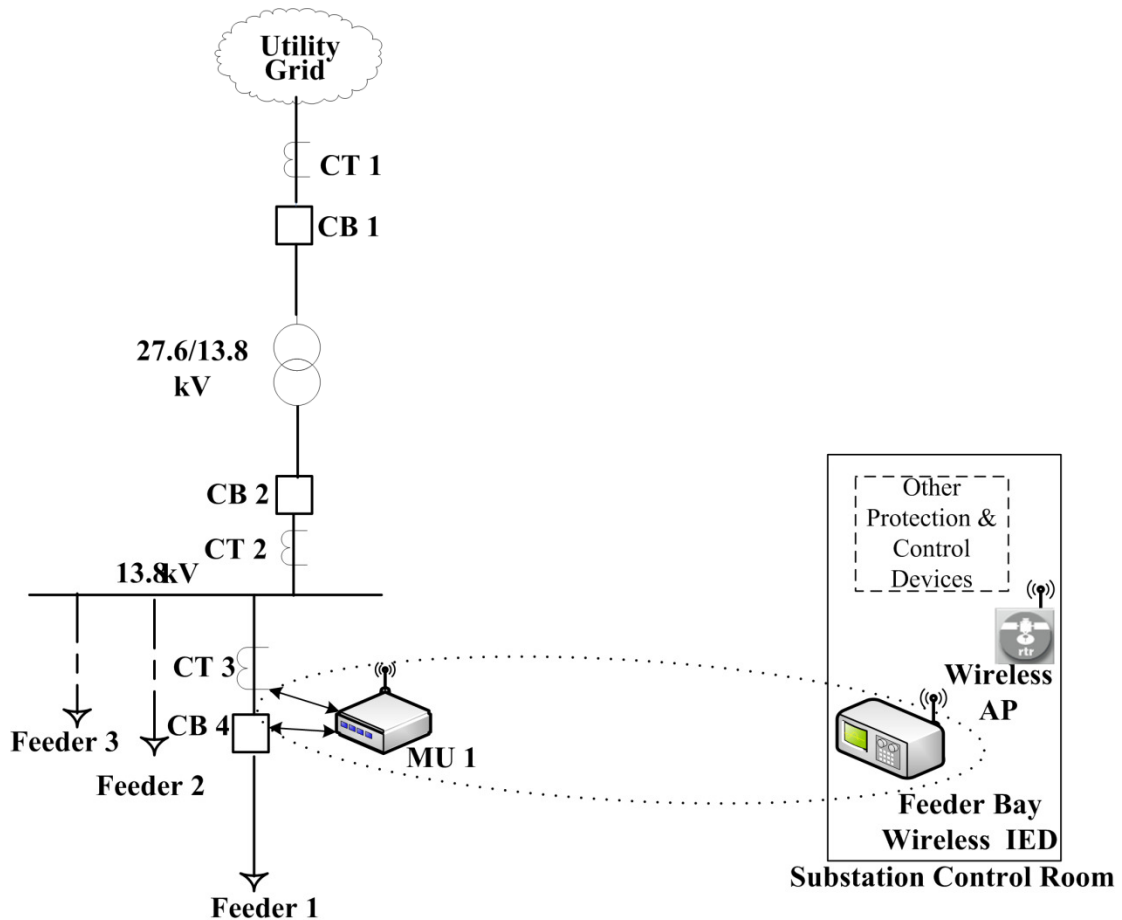 Utility
Grid
CT 1
CB 1
27.6/13.8
kV
CB 2
CT 2
13.8kV
CT 3
CB 4
MU 1
Feeder 3
Feeder 2
Feeder 1
Other
Protection &
Control
Devices
rtr
Wireless
AP
Feeder Bay
Wireless IED
Substation Control Room